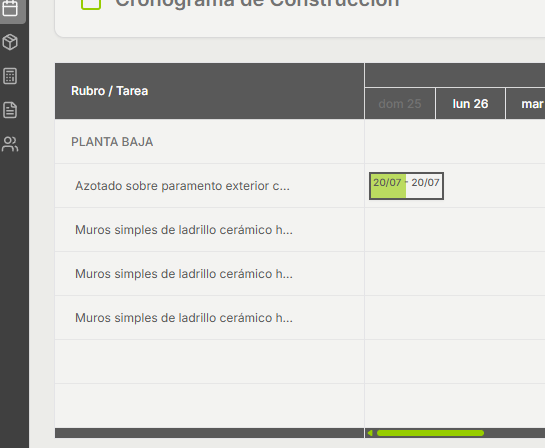 Cronograma de Construcción
Rubro / Tarea
dom 25
lun 26
mar
PLANTA BAJA
Azotado sobre paramento exterior c...
20/07 - 20/07
Muros simples de ladrillo cerámico h...
Muros simples de ladrillo cerámico h...
Muros simples de ladrillo cerámico h...